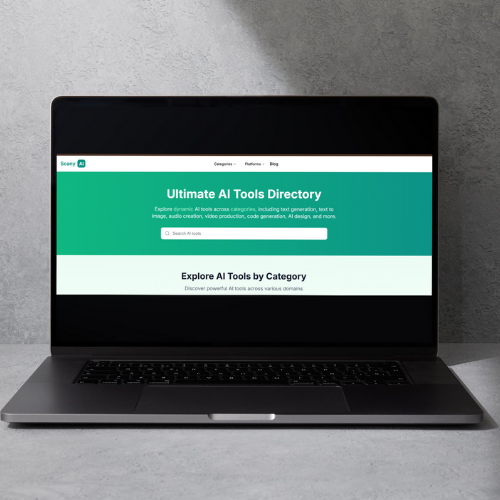 Scany AI
Categories
Platforms
Blog
Ultimate AI Tools Directory
Explore dynamic AI tools across categories, including text generation, text to
image, audio creation, video production, code generation, AI design, and more.
Search AI tools
Explore AI Tools by Category
Discover powerful AI tools across various domains